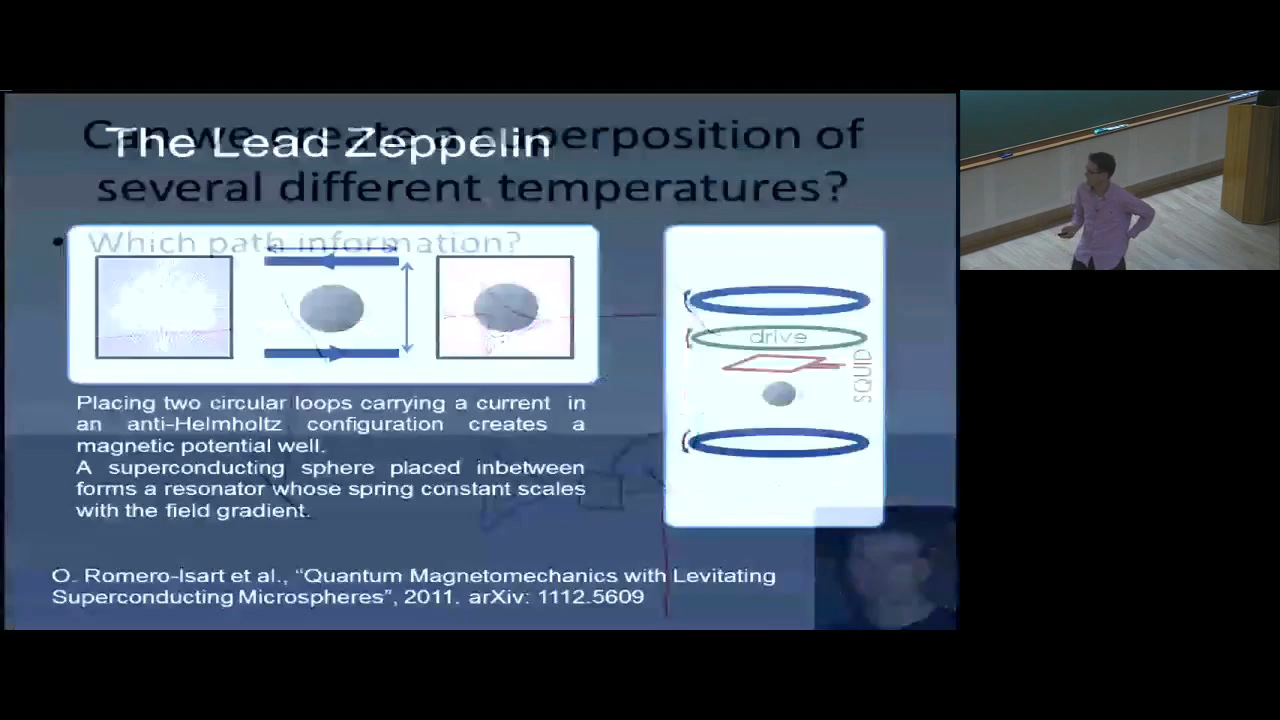 Can we create a superposition of
several different temperatures?
The Lead Zeppelin
• Which path information?
drive
SQUID
Placing two circular loops carrying a current in
an anti-Helmholtz configuration creates a
magnetic potential well.
A superconducting sphere placed inbetween
forms a resonator whose spring constant scales
with the field gradient.
O. Romero-Isart et al., “Quantum Magnetomechanics with Levitating
Superconducting Microspheres”, 2011. arXiv: 1112.5609